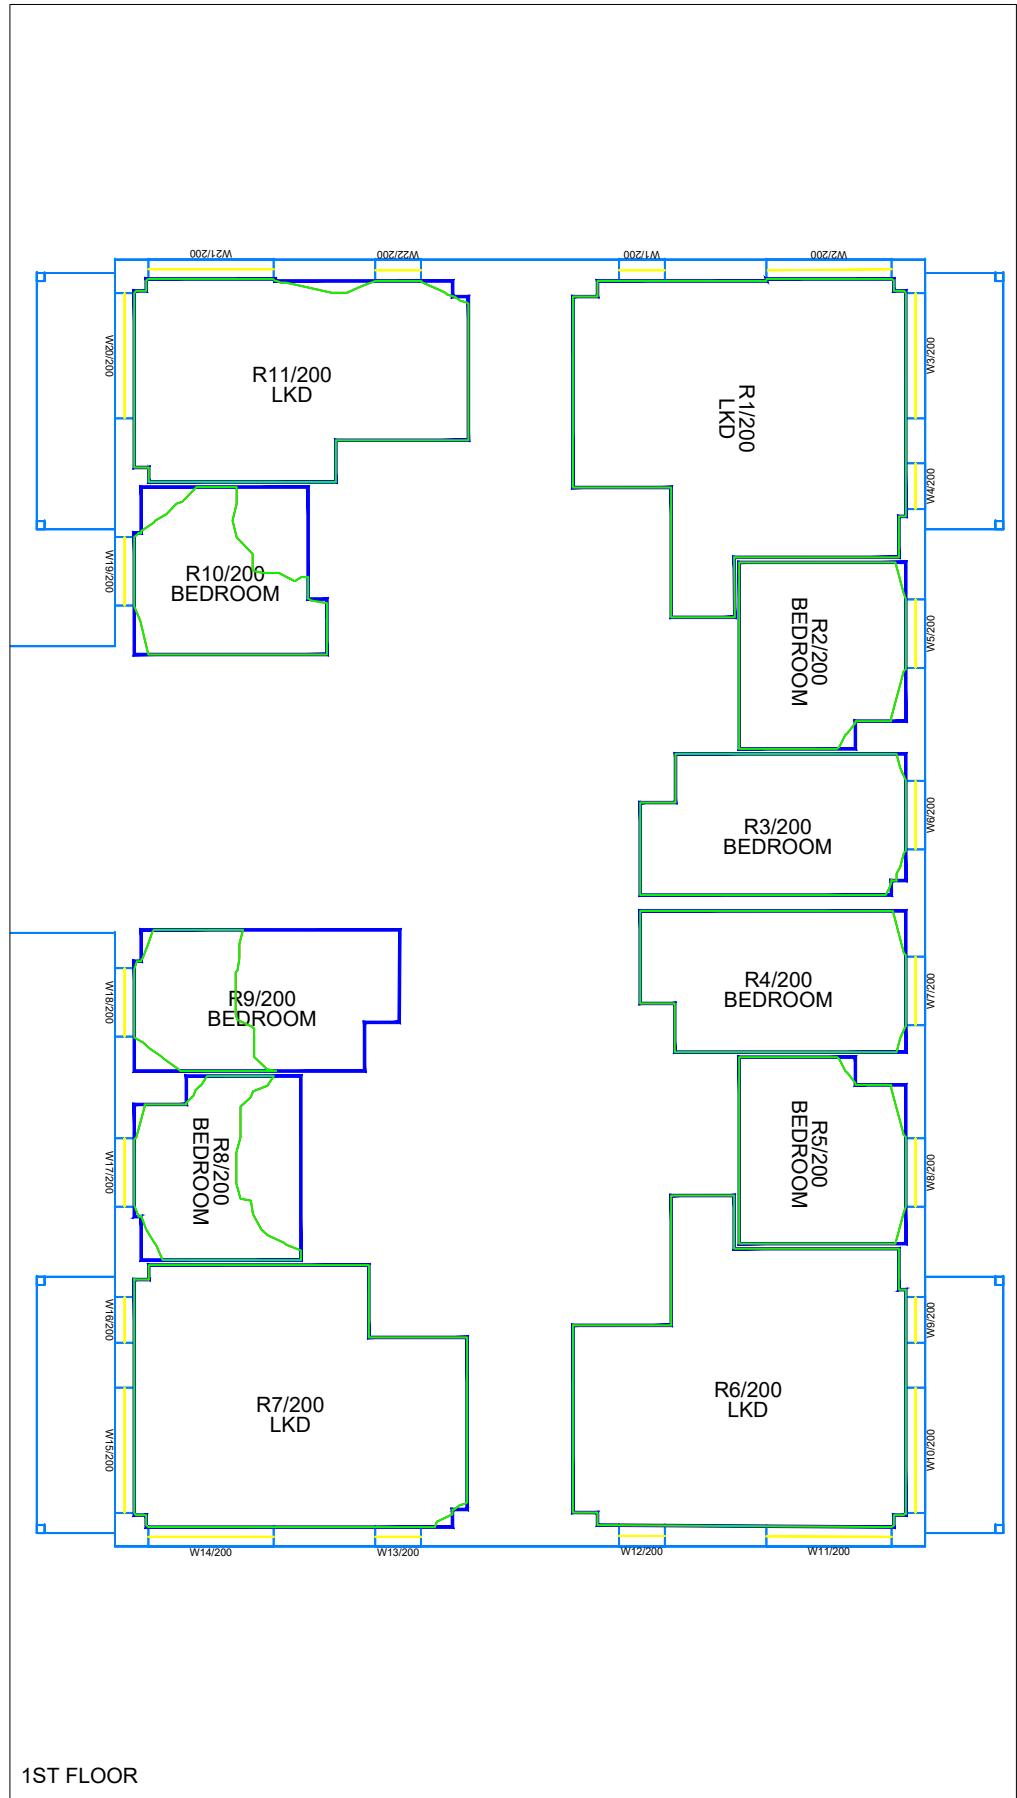 W21/200
W22/200
W1/200
W2/200
W20/200
R11/200
LKD
R1/200
LKD
W3/200
W4/200
W19/200
R10/200
BEDROOM
R2/200
BEDROOM
W5/200
R3/200
BEDROOM
W6/200
W18/200
R9/200
BEDROOM
R4/200
BEDROOM
W7/200
W17/200
R8/200
BEDROOM
R5/200
BEDROOM
W8/200
W16/200
W9/200
R7/200
LKD
R6/200
LKD
W15/200
W10/200
W14/200
W13/200
W12/200
W11/200
1ST FLOOR